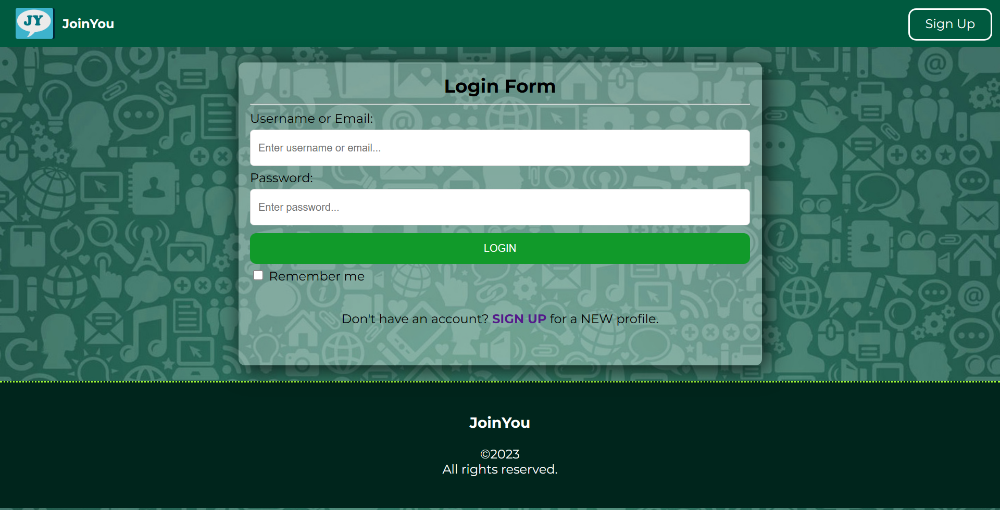 JY
JoinYou
Sign Up
Login Form
Username or Email:
Enter username or email...
Password:
Enter password...
LOGIN
Remember me
Don't have an account? SIGN UP for a NEW profile.
JoinYou
©2023
All rights reserved.